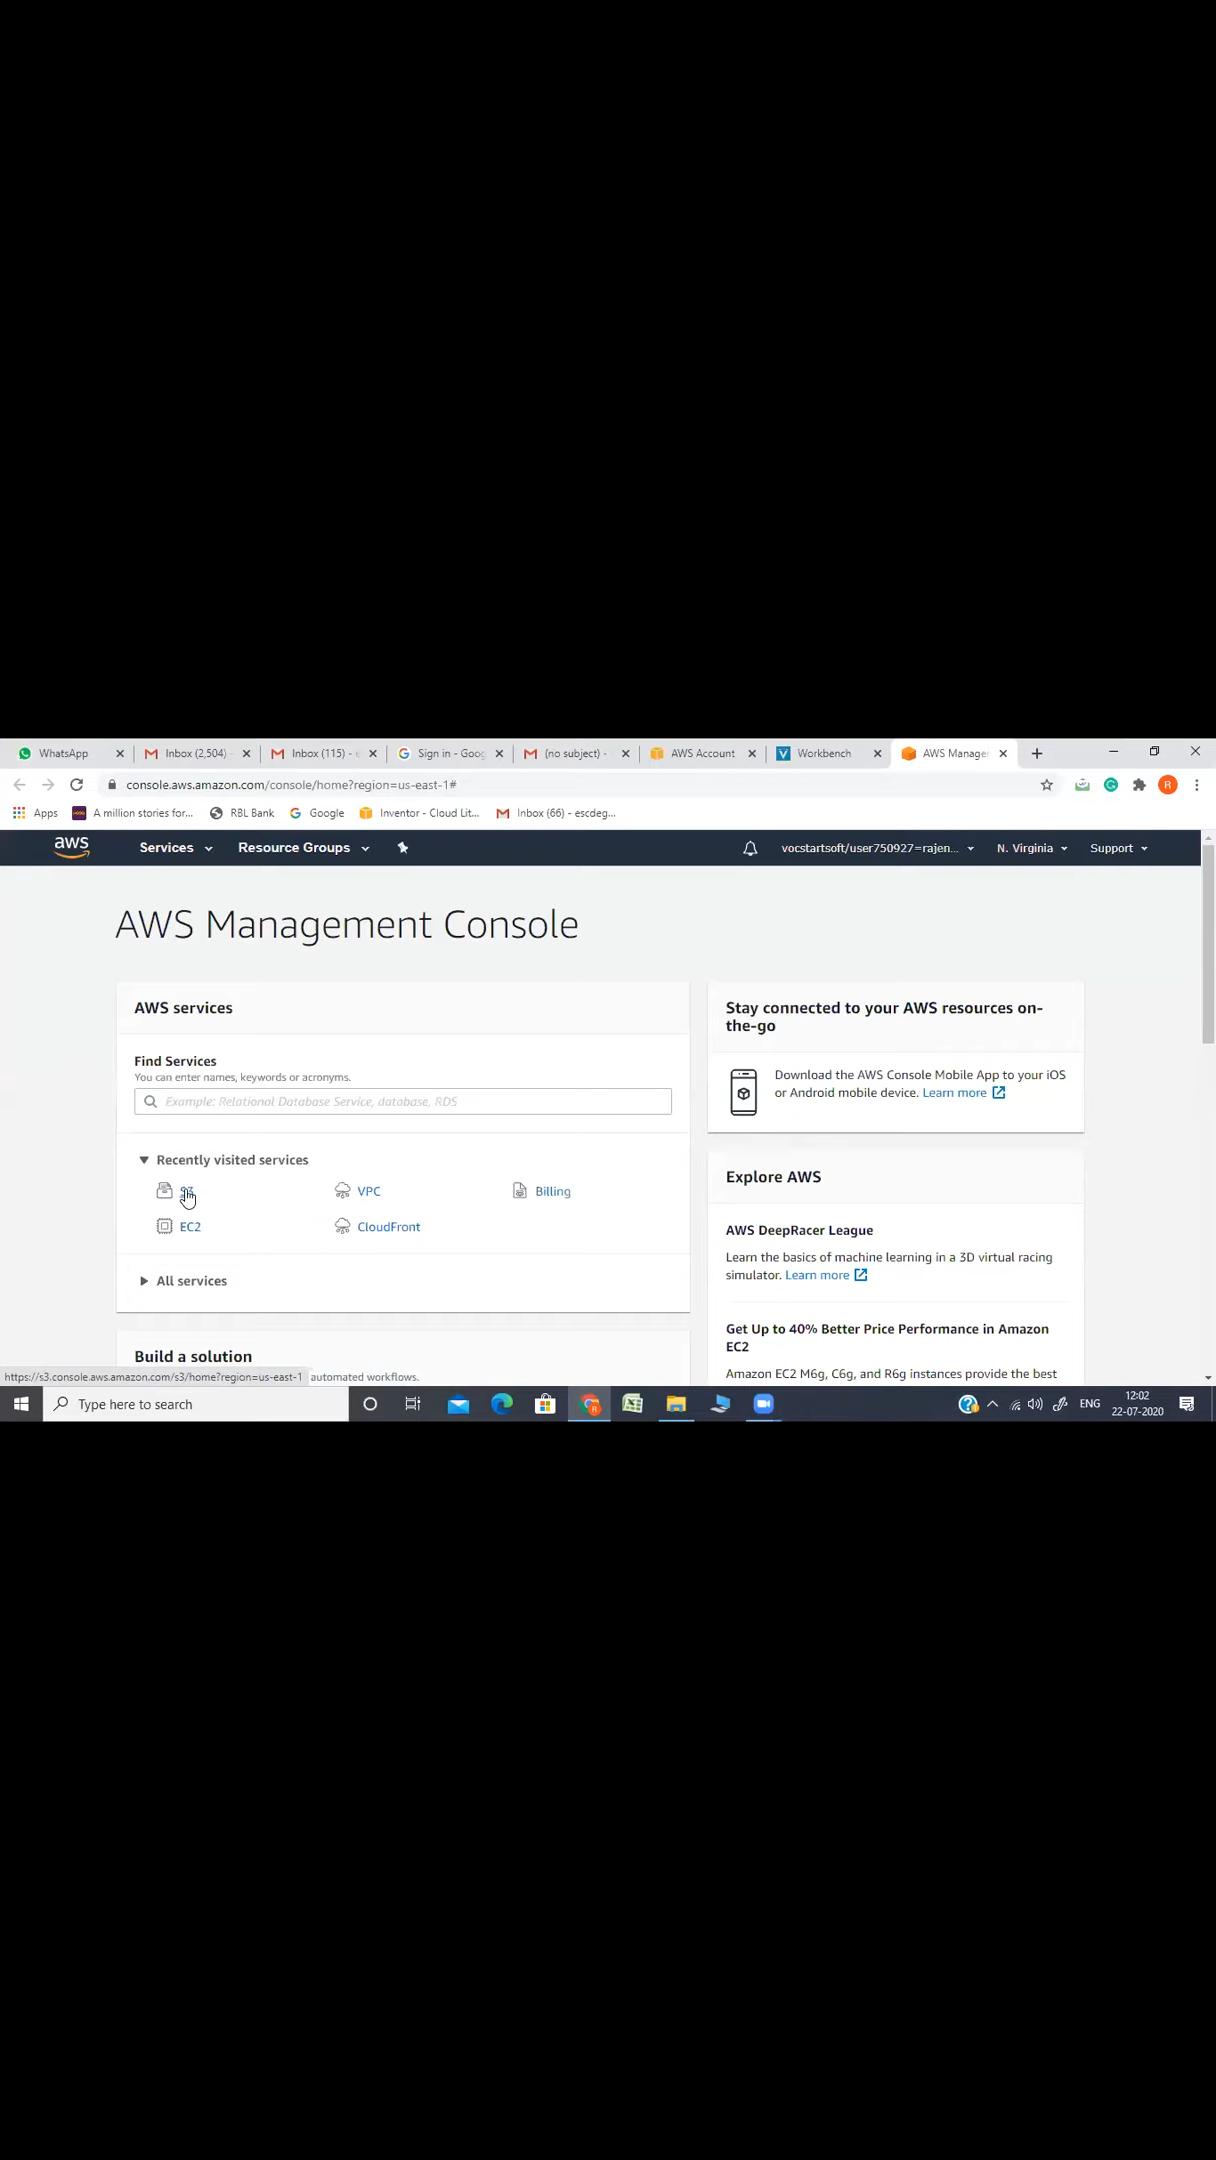 WhatsApp
Inbox (2,504) -
Inbox (115) - e
Sign in - Goog
(no subject) -
AWS Account
Workbench
AWS Manage
console.aws.amazon.com/console/home?region=us-east-1#
R
Apps
A million stories for...
RBL Bank
Google
Inventor - Cloud Lit...
Inbox (66) - escdeg...
aws
Services
Resource Groups
vocstartsoft/user750927=rajen...
N. Virginia
Support
AWS Management Console
AWS services
Find Services
You can enter names, keywords or acronyms.
Example: Relational Database Service, database, RDS
Recently visited services
S3
VPC
Billing
EC2
CloudFront
All services
Build a solution
automated workflows.
Stay connected to your AWS resources on-
the-go
Download the AWS Console Mobile App to your iOS
or Android mobile device. Learn more
Explore AWS
AWS DeepRacer League
Learn the basics of machine learning in a 3D virtual racing
simulator. Learn more
Get Up to 40% Better Price Performance in Amazon
EC2
Amazon EC2 M6g, C6g, and R6g instances provide the best
https://s3.console.aws.amazon.com/s3/home?region=us-east-1
Type here to search
ENG
12:02
22-07-2020